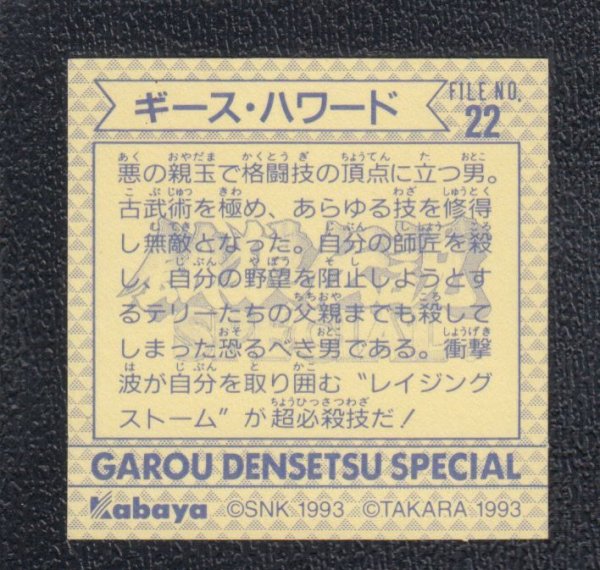 ギース・ハワード
FILE NO.
22
悪の親玉で格闘技の頂点に立つ男。
古武術を極め、あらゆる技を修得
し無敵となった。自分の師匠を殺
し、自分の野望を阻止しようとす
るテリーたちの父親までも殺して
しまった恐るべき男である。衝撃
波が自分を取り囲む“レイジング
ストーム”が超必殺技だ!
餓狼伝説
SPECIAL
GAROU DENSETSU SPECIAL
Kabaya ©SNK 1993 ©TAKARA 1993